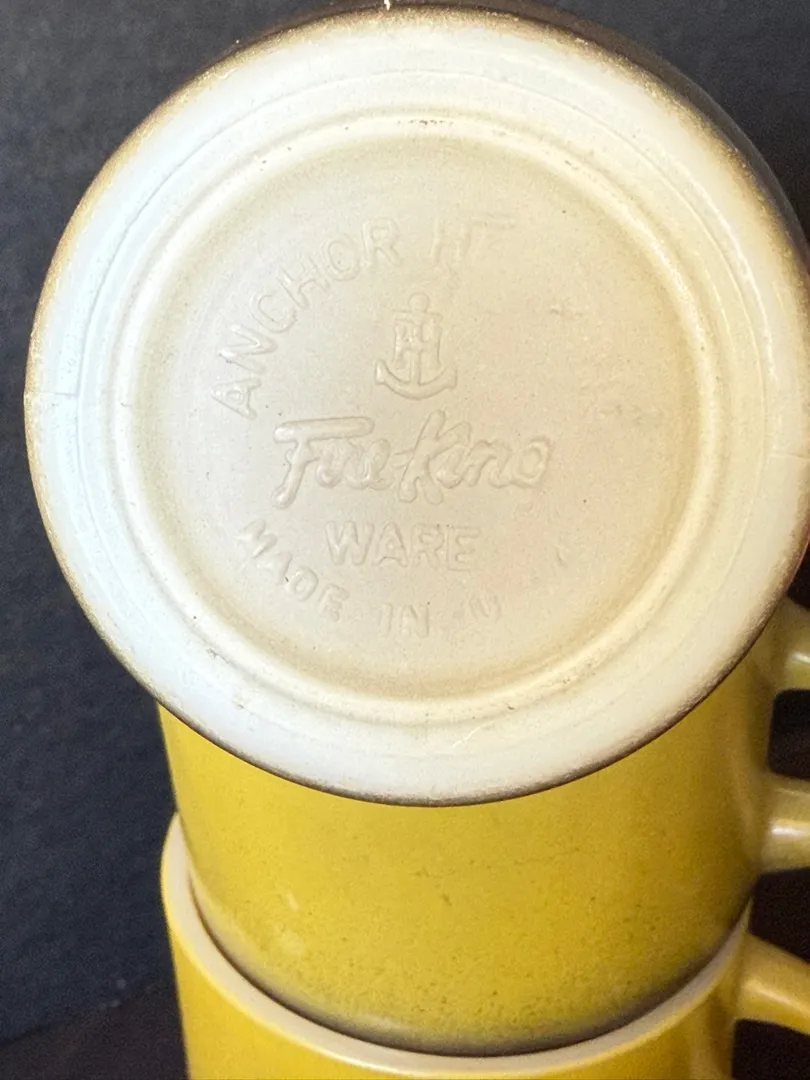 ANCHOR H
H
Fire-King
WARE
MADE IN U